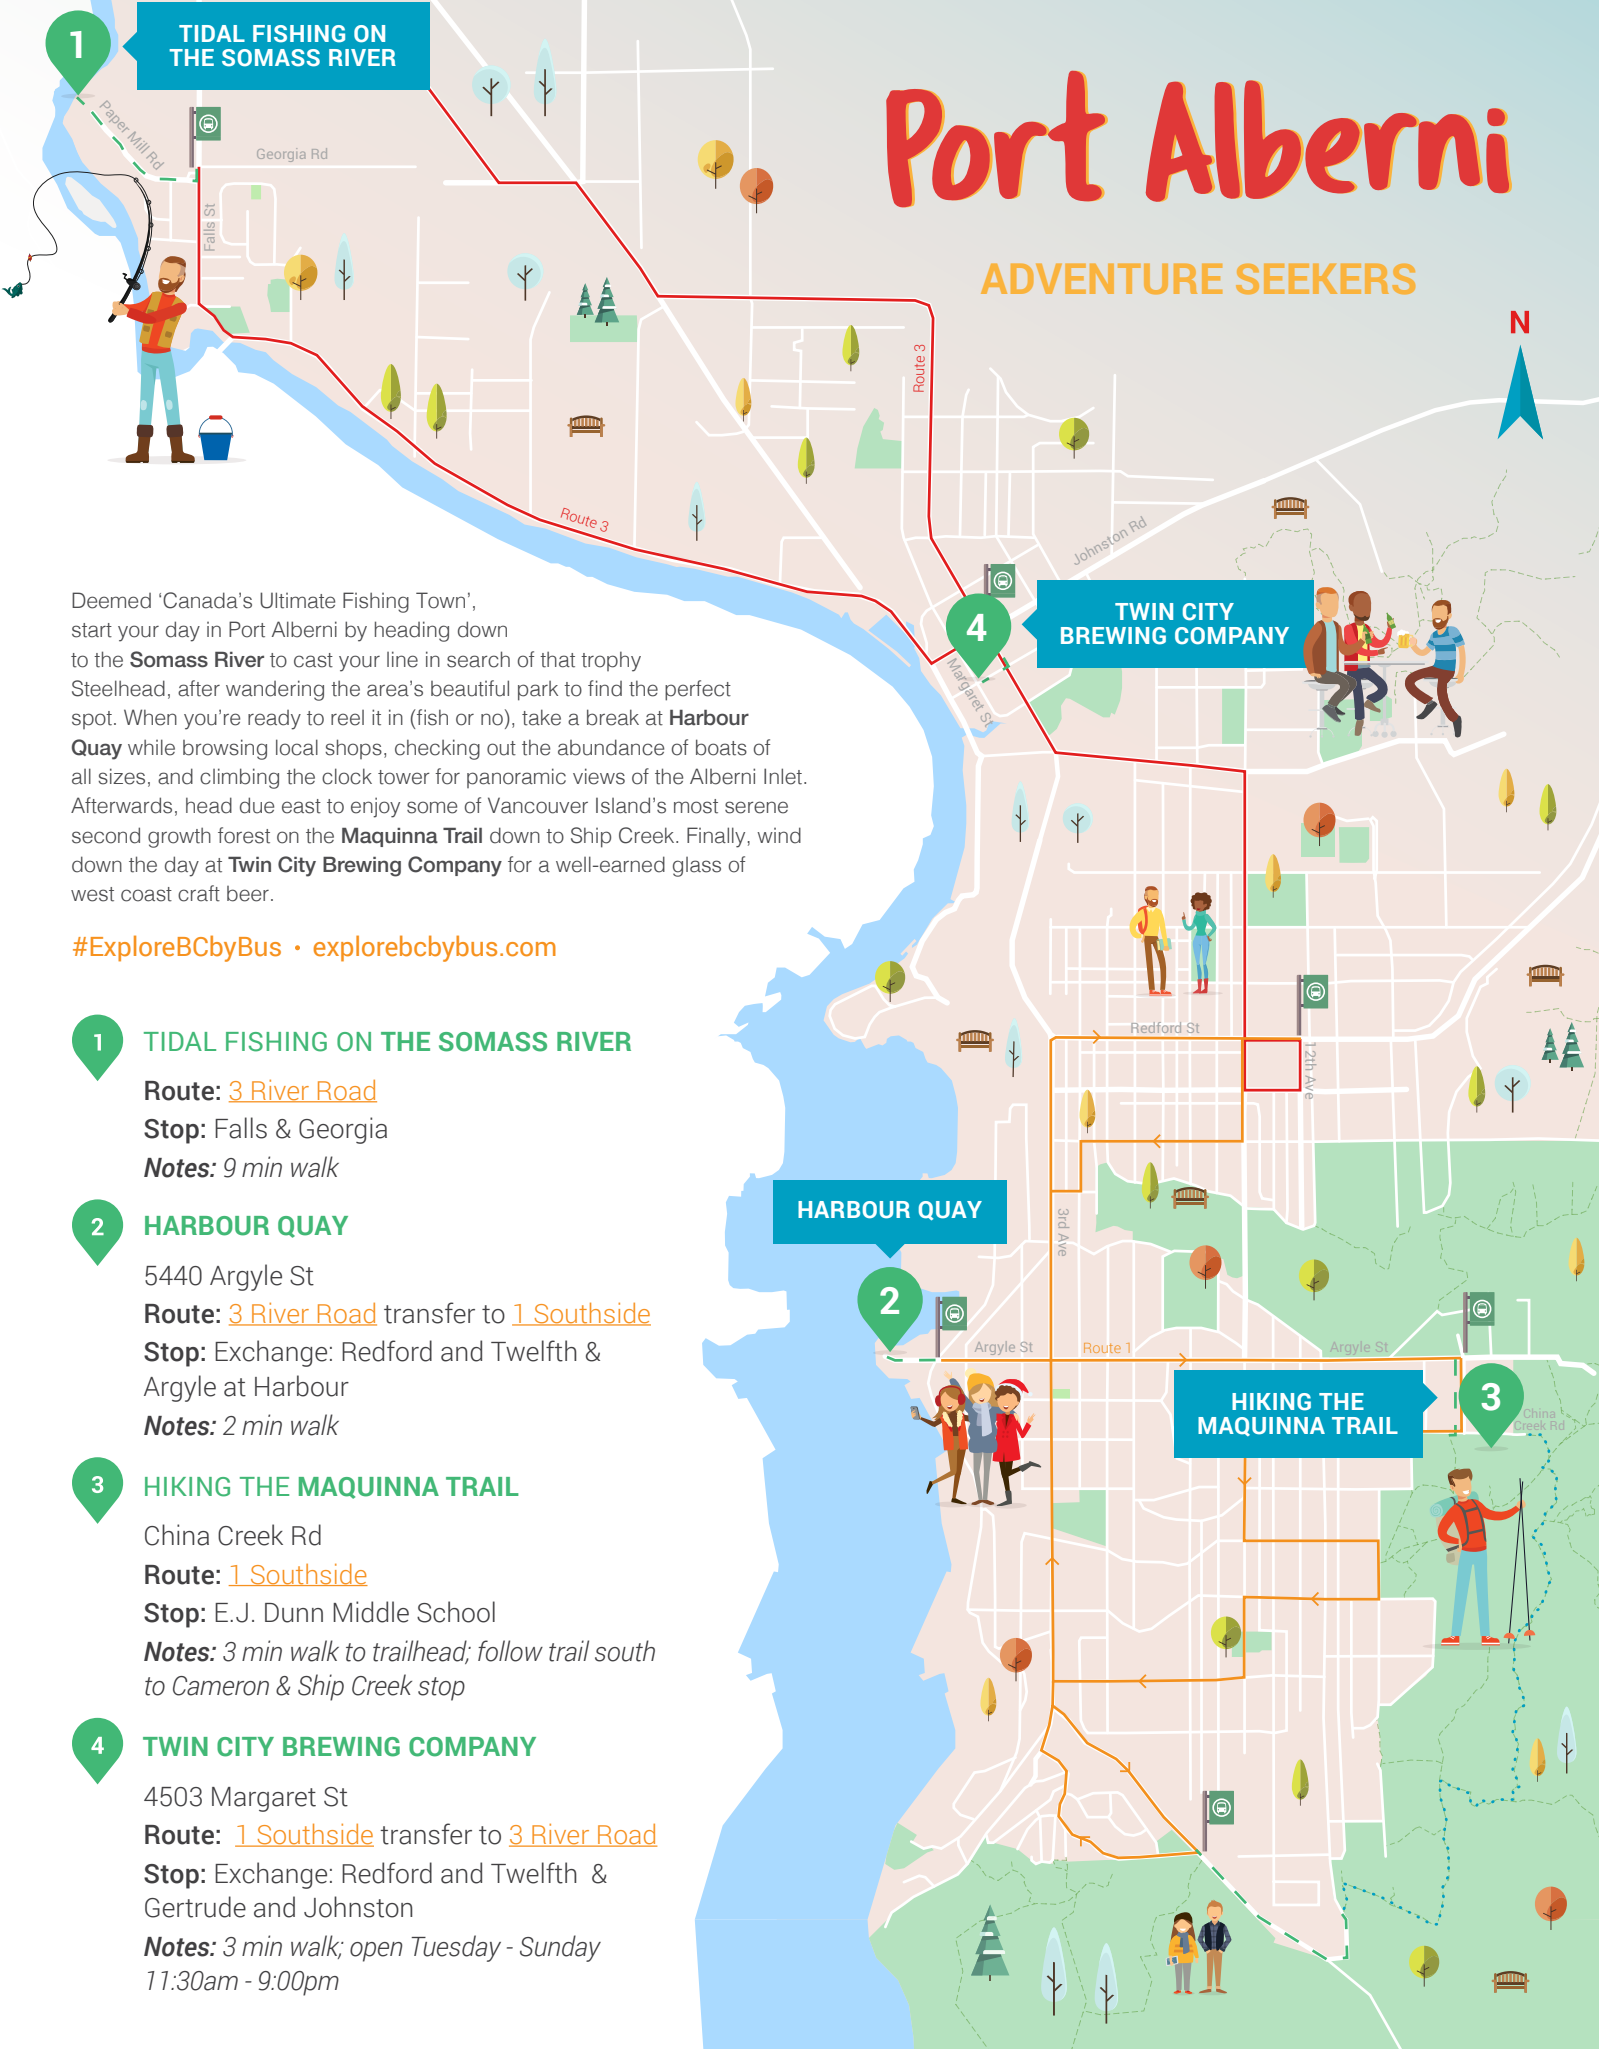 1
TIDAL FISHING ON
THE SOMASS RIVER
Paper Mill Rd
Georgia Rd
Falls St
Port Alberni
ADVENTURE SEEKERS
N
Route 3
Route 3
Johnston Rd
4
TWIN CITY
BREWING COMPANY
Margaret St
Deemed ‘Canada’s Ultimate Fishing Town’,
start your day in Port Alberni by heading down
to the Somass River to cast your line in search of that trophy
Steelhead, after wandering the area’s beautiful park to find the perfect
spot. When you’re ready to reel it in (fish or no), take a break at Harbour
Quay while browsing local shops, checking out the abundance of boats of
all sizes, and climbing the clock tower for panoramic views of the Alberni Inlet.
Afterwards, head due east to enjoy some of Vancouver Island’s most serene
second growth forest on the Maquinna Trail down to Ship Creek. Finally, wind
down the day at Twin City Brewing Company for a well-earned glass of
west coast craft beer.
#ExploreBCbyBus • explorebcbybus.com
1
TIDAL FISHING ON THE SOMASS RIVER
Route: 3 River Road
Stop: Falls & Georgia
Notes: 9 min walk
2
HARBOUR QUAY
5440 Argyle St
Route: 3 River Road transfer to 1 Southside
Stop: Exchange: Redford and Twelfth &
Argyle at Harbour
Notes: 2 min walk
3
HIKING THE MAQUINNA TRAIL
China Creek Rd
Route: 1 Southside
Stop: E.J. Dunn Middle School
Notes: 3 min walk to trailhead; follow trail south
to Cameron & Ship Creek stop
4
TWIN CITY BREWING COMPANY
4503 Margaret St
Route: 1 Southside transfer to 3 River Road
Stop: Exchange: Redford and Twelfth &
Gertrude and Johnston
Notes: 3 min walk; open Tuesday - Sunday
11:30am - 9:00pm
Redford St
12th Ave
HARBOUR QUAY
3rd Ave
2
Argyle St
Route 1
Argyle St
HIKING THE
MAQUINNA TRAIL
3
China
Creek Rd